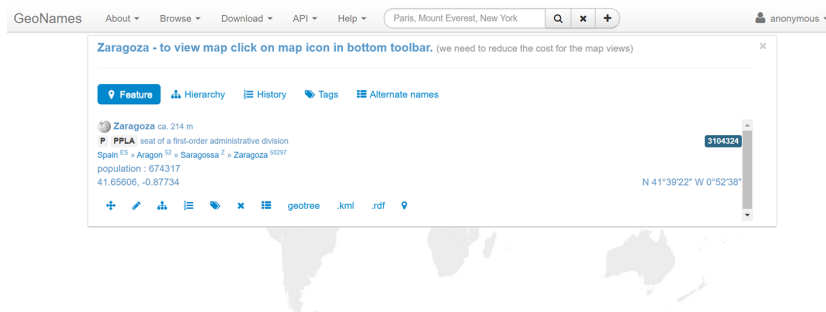 GeoNames About Browse Download API Help Paris, Mount Everest, New York anonymous
Zaragoza - to view map click on map icon in bottom toolbar. (we need to reduce the cost for the map views) ×
Feature Hierarchy History Tags Alternate names
Zaragoza ca. 214 m
P PPLA seat of a first-order administrative division 3104324
Spain ES » Aragon 52 » Saragossa Z » Zaragoza 50297
population : 674317
41.65606, -0.87734 N 41°39'22" W 0°52'38"
geotree .kml .rdf